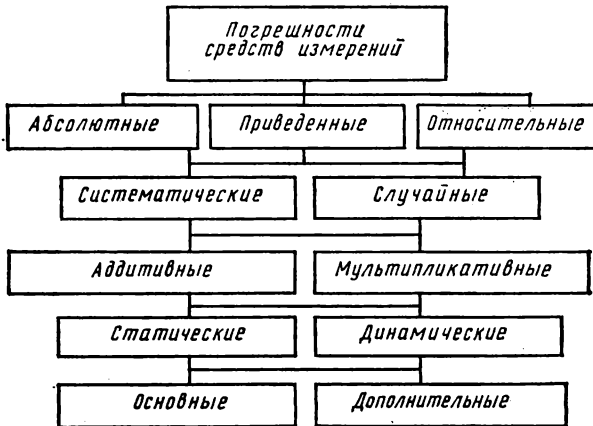 Погрешности
средств измерений
Абсолютные
Приведенные
Относительные
Систематические
Случайные
Аддитивные
Мультипликативные
Статические
Динамические
Основные
Дополнительные